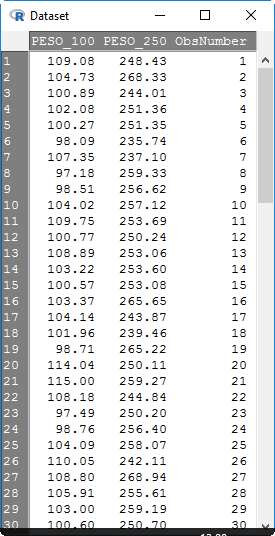 Dataset
PESO_100 PESO_250 ObsNumber
1 109.08 248.43 1
2 104.73 268.33 2
3 100.89 244.01 3
4 102.08 251.36 4
5 100.27 251.35 5
6 98.09 235.74 6
7 107.35 237.10 7
8 97.18 259.33 8
9 98.51 256.62 9
10 104.02 257.12 10
11 109.75 253.69 11
12 100.77 250.24 12
13 108.89 253.06 13
14 103.22 253.60 14
15 100.57 253.08 15
16 103.37 265.65 16
17 104.14 243.87 17
18 101.96 239.46 18
19 98.71 265.22 19
20 114.04 250.11 20
21 115.00 259.27 21
22 108.18 244.84 22
23 97.49 250.20 23
24 98.76 256.40 24
25 104.09 258.07 25
26 110.05 242.11 26
27 108.80 268.94 27
28 105.91 255.61 28
29 103.00 259.19 29
30 100.60 250.70 30